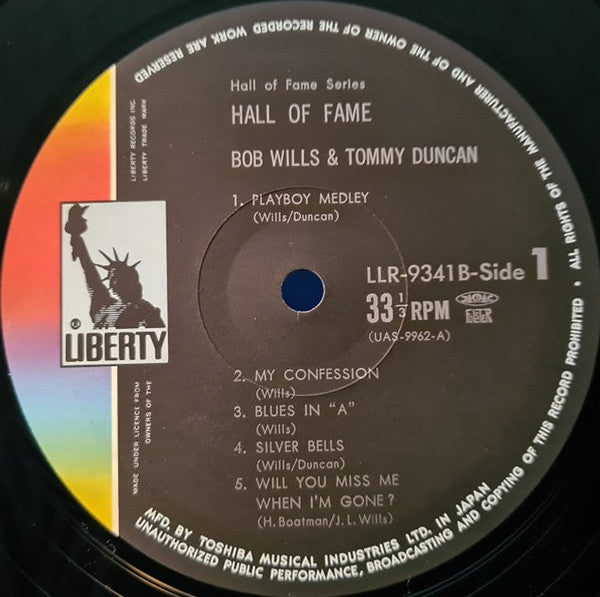 Hall of Fame Series
HALL OF FAME
BOB WILLS & TOMMY DUNCAN
1. PLAYBOY MEDLEY
(Wills/Duncan)
LLR-9341B-Side 1
33 1/3 RPM
(UAS-9962-A)
2. MY CONFESSION
(Wills)
3. BLUES IN "A"
(Wills)
4. SILVER BELLS
(Wills/Duncan)
5. WILL YOU MISS ME
WHEN I'M GONE?
(H. Boatman/J. L. Wills)
LIBERTY
LIBERTY RECORDS INC.
LIBERTY TRADE MARK
MADE UNDER LICENCE FROM
OWNERS OF THE
MFD. BY TOSHIBA MUSICAL INDUSTRIES LTD. IN JAPAN
• ALL RIGHTS OF THE MANUFACTURER AND OF THE OWNER OF THE RECORDED WORK ARE RESERVED
UNAUTHORIZED PUBLIC PERFORMANCE, BROADCASTING AND COPYING OF THIS RECORD PROHIBITED